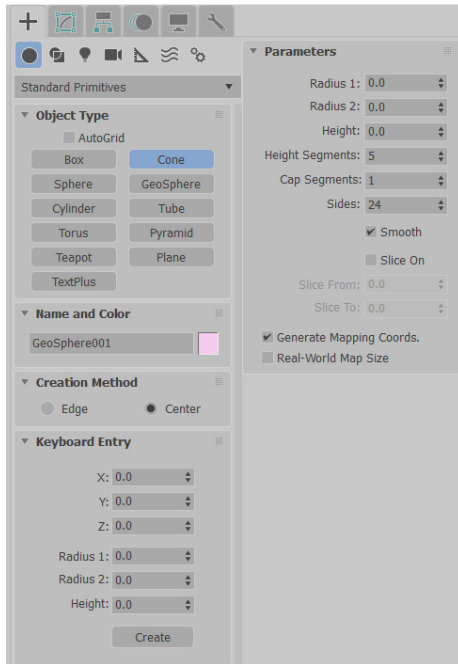 Standard Primitives
Object Type
AutoGrid
Box Cone
Sphere GeoSphere
Cylinder Tube
Torus Pyramid
Teapot Plane
TextPlus
Name and Color
GeoSphere001
Creation Method
Edge Center
Keyboard Entry
X: 0.0
Y: 0.0
Z: 0.0
Radius 1: 0.0
Radius 2: 0.0
Height: 0.0
Create
Parameters
Radius 1: 0.0
Radius 2: 0.0
Height: 0.0
Height Segments: 5
Cap Segments: 1
Sides: 24
Smooth
Slice On
Slice From: 0.0
Slice To: 0.0
Generate Mapping Coords.
Real-World Map Size